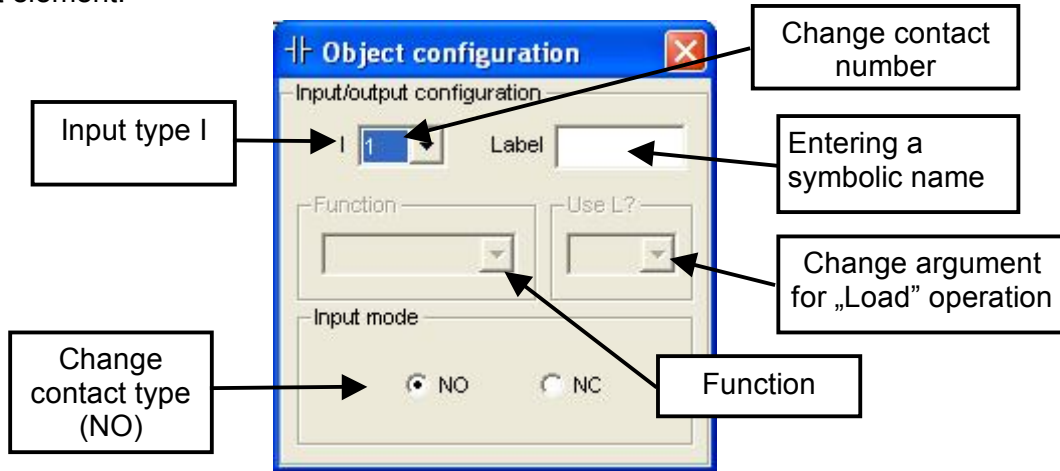 element.
Object configuration
Change contact
number
Input/output configuration
Input type I
I 1 Label
Entering a
symbolic name
Function
Use L?
Change argument
for „Load” operation
Input mode
Change
contact type
(NO)
NO NC
Function